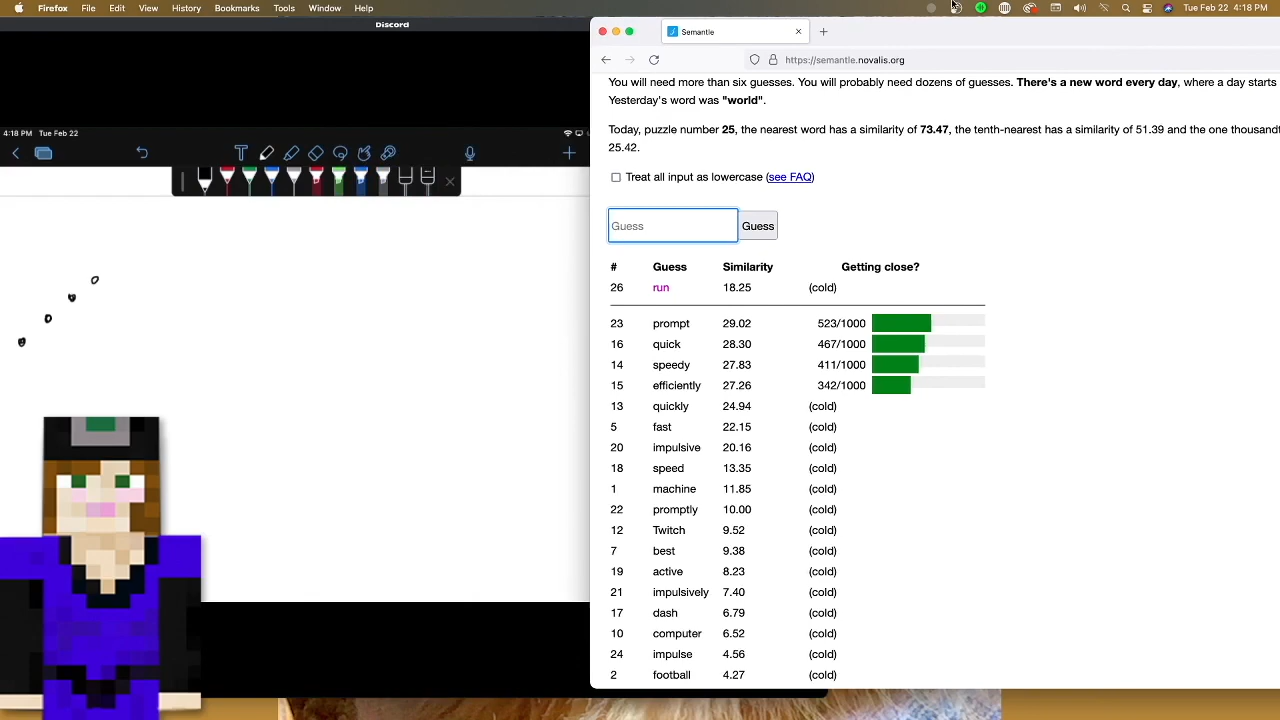 Firefox File Edit View History Bookmarks Tools Window Help Tue Feb 22 4:18 PM
Discord
Semantle
https://semantle.novalis.org
4:18 PM Tue Feb 22
You will need more than six guesses. You will probably need dozens of guesses. There's a new word every day, where a day starts
Yesterday's word was "world".
Today, puzzle number 25, the nearest word has a similarity of 73.47, the tenth-nearest has a similarity of 51.39 and the one thousand
25.42.
Treat all input as lowercase (see FAQ)
Guess Guess
# Guess Similarity Getting close?
26 run 18.25 (cold)
23 prompt 29.02 523/1000
16 quick 28.30 467/1000
14 speedy 27.83 411/1000
15 efficiently 27.26 342/1000
13 quickly 24.94 (cold)
5 fast 22.15 (cold)
20 impulsive 20.16 (cold)
18 speed 13.35 (cold)
1 machine 11.85 (cold)
22 promptly 10.00 (cold)
12 Twitch 9.52 (cold)
7 best 9.38 (cold)
19 active 8.23 (cold)
21 impulsively 7.40 (cold)
17 dash 6.79 (cold)
10 computer 6.52 (cold)
24 impulse 4.56 (cold)
2 football 4.27 (cold)